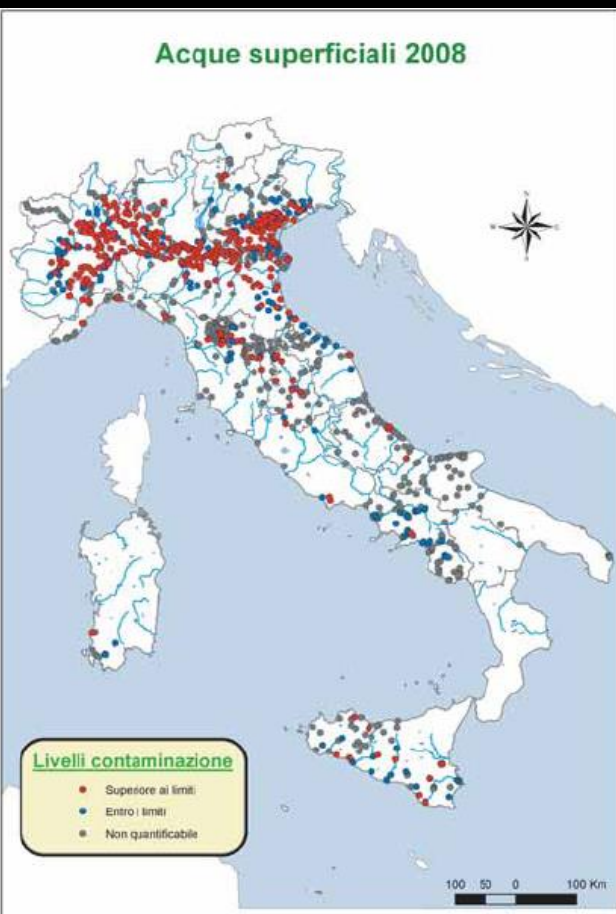 Acque superficiali 2008
N
W
S
Livelli contaminazione
Superiore ai limiti
Entro i limiti
Non quantificabile
100 50 0 100 Km